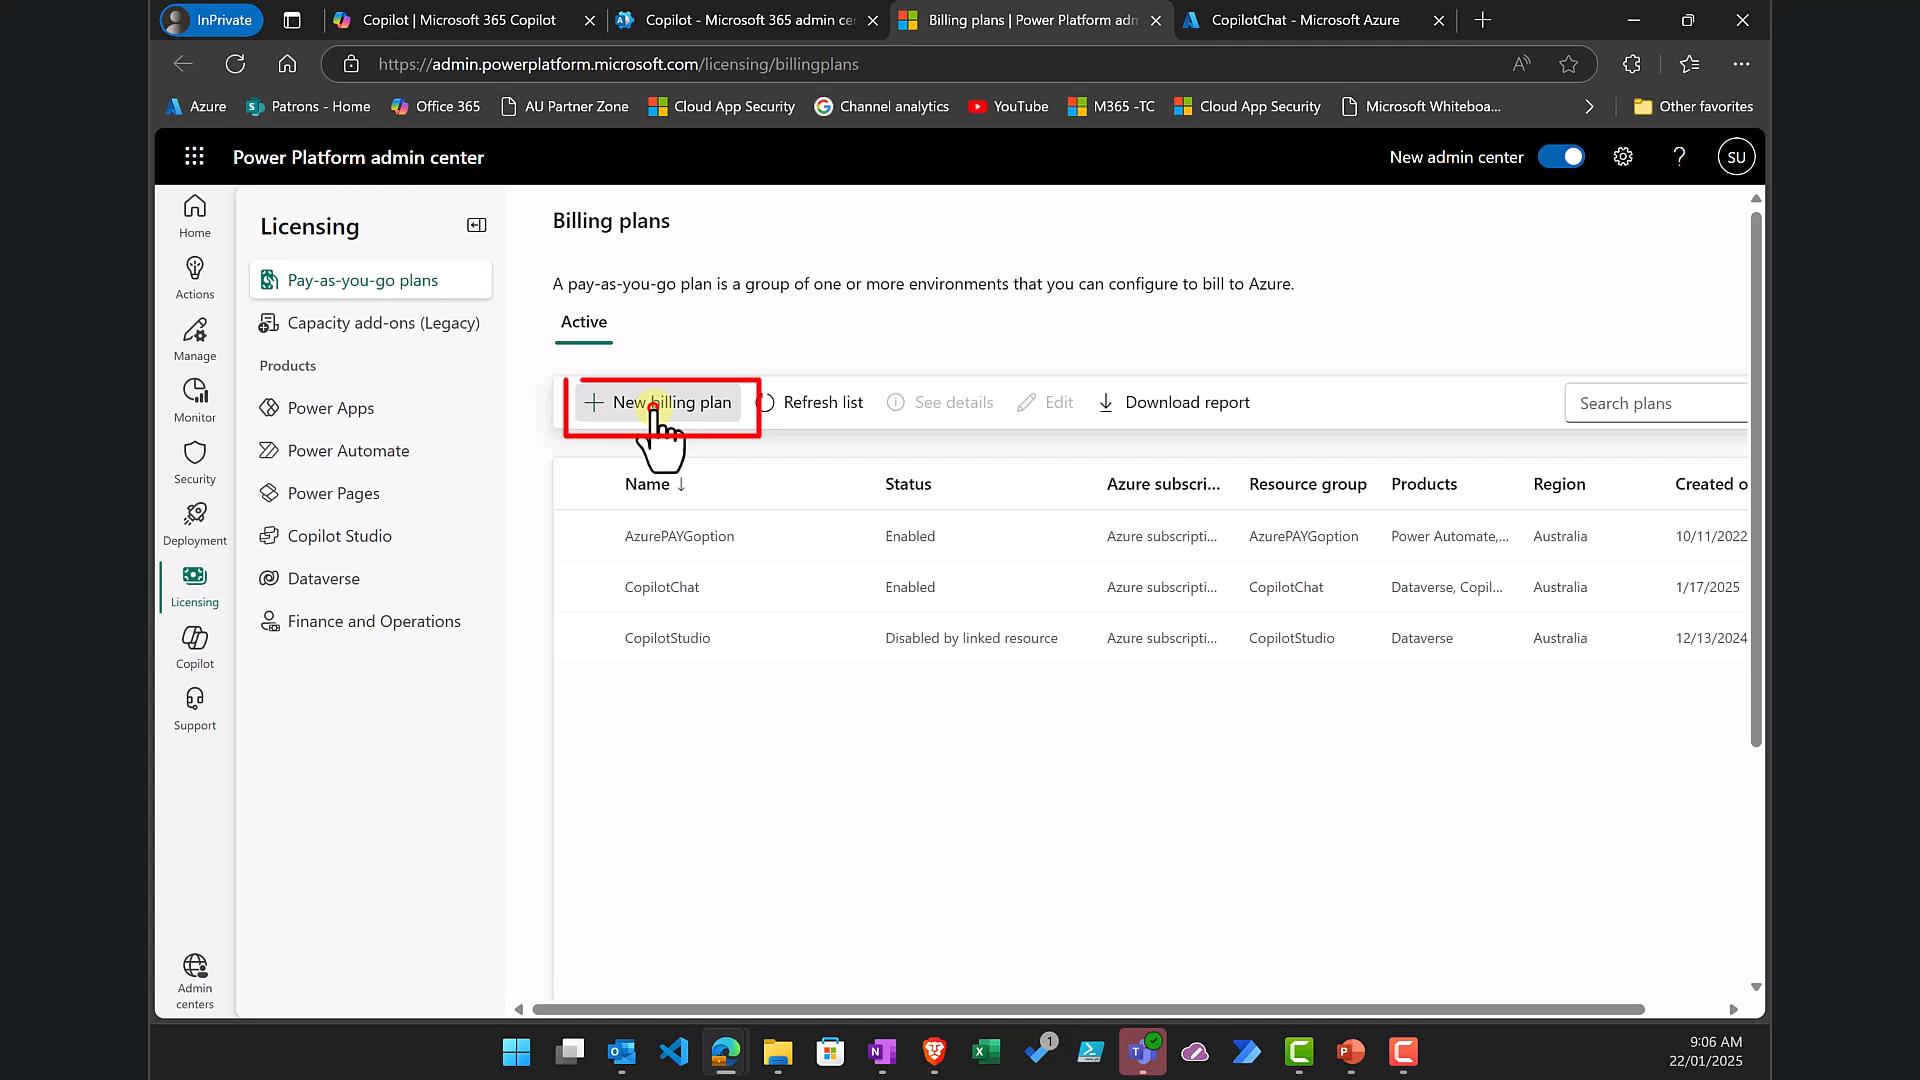 InPrivate
Copilot | Microsoft 365 Copilot
Copilot - Microsoft 365 admin cen
Billing plans | Power Platform adm
CopilotChat - Microsoft Azure
https://admin.powerplatform.microsoft.com/licensing/billingplans
Azure
Patrons - Home
Office 365
AU Partner Zone
Cloud App Security
Channel analytics
YouTube
M365 -TC
Cloud App Security
Microsoft Whiteboa...
Other favorites
Power Platform admin center
New admin center
SU
Home
Actions
Manage
Monitor
Security
Deployment
Licensing
Copilot
Support
Admin
centers
Licensing
Pay-as-you-go plans
Capacity add-ons (Legacy)
Products
Power Apps
Power Automate
Power Pages
Copilot Studio
Dataverse
Finance and Operations
Billing plans
A pay-as-you-go plan is a group of one or more environments that you can configure to bill to Azure.
Active
New billing plan
Refresh list
See details
Edit
Download report
Search plans
Name ↓ Status Azure subscri... Resource group Products Region Created o
AzurePAYGoption Enabled Azure subscripti... AzurePAYGoption Power Automate,... Australia 10/11/2022
CopilotChat Enabled Azure subscripti... CopilotChat Dataverse, Copil... Australia 1/17/2025
CopilotStudio Disabled by linked resource Azure subscripti... CopilotStudio Dataverse Australia 12/13/2024
1
9:06 AM
22/01/2025